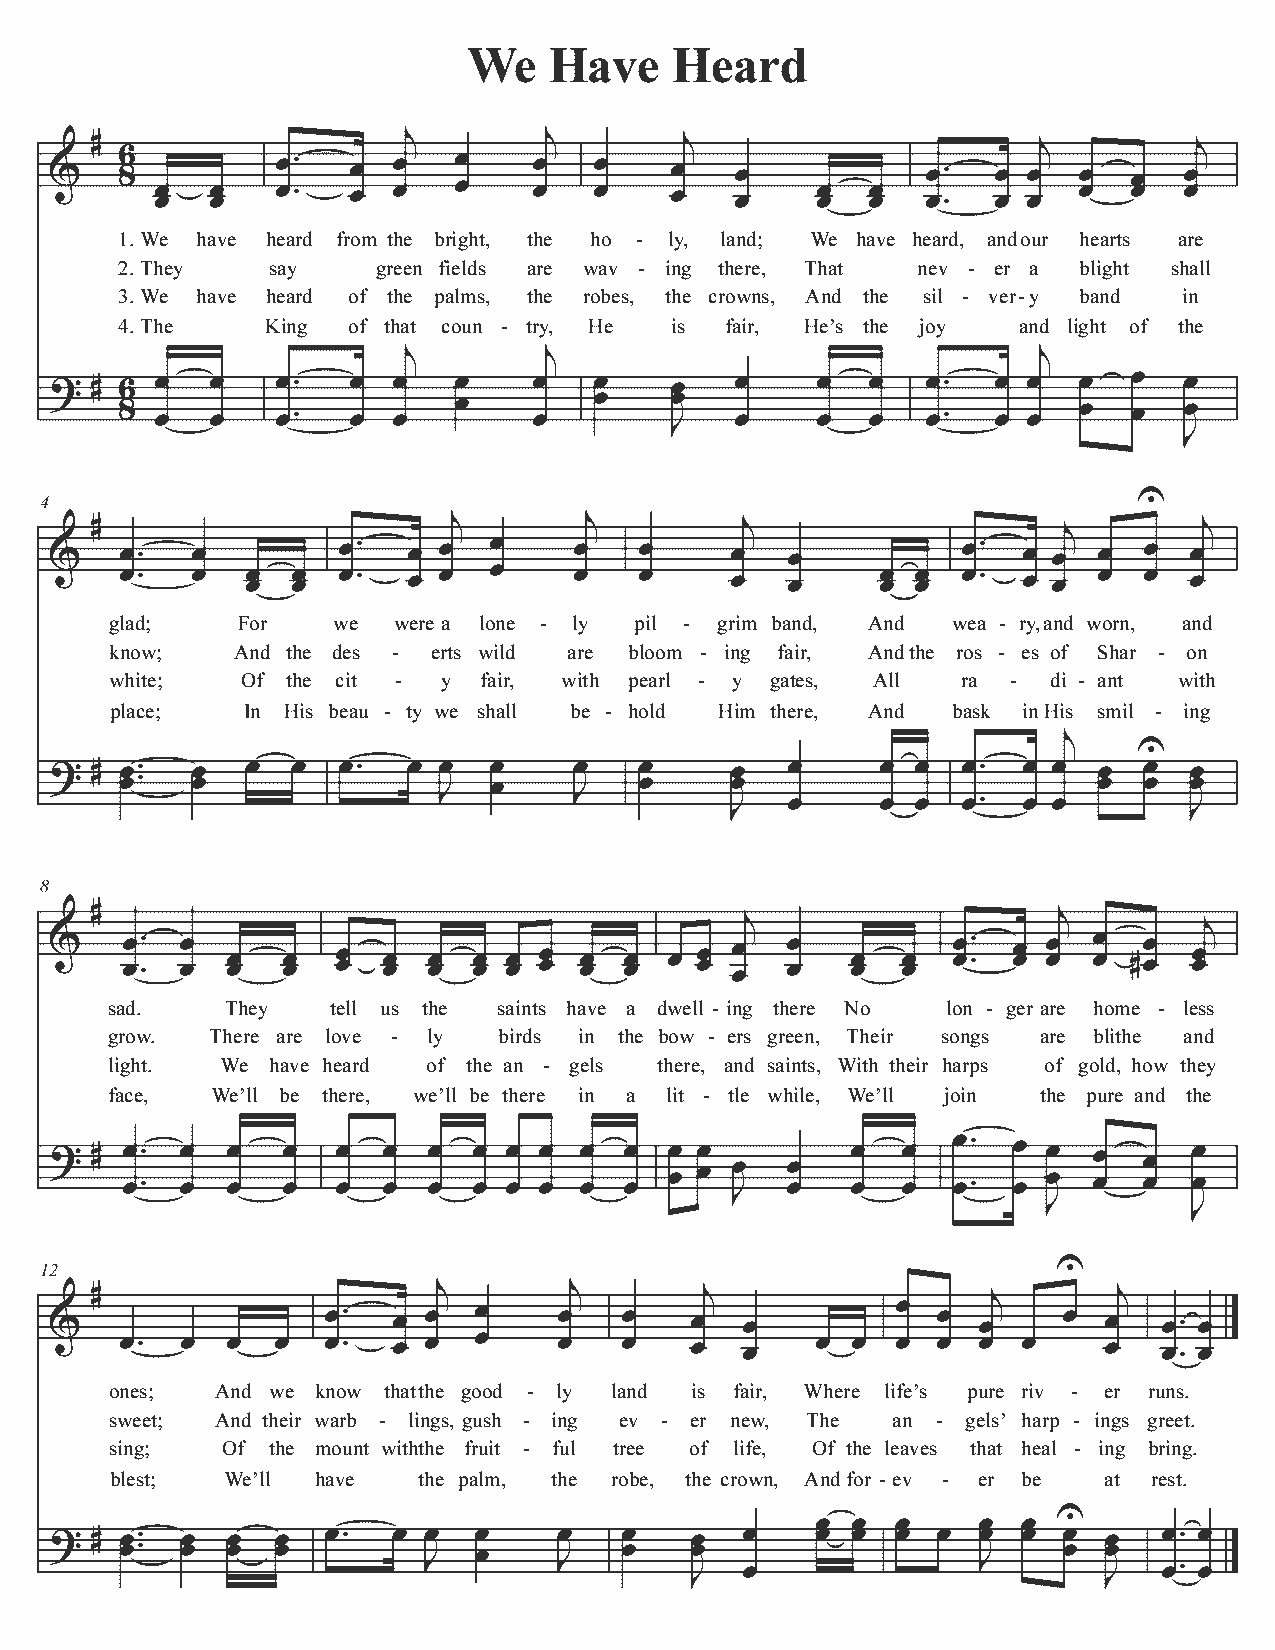 We Have Heard
6
8
1. We have heard from the bright, the ho - ly, land; We have heard, and our hearts are
2. They say green fields are wav - ing there, That nev - er a blight shall
3. We have heard of the palms, the robes, the crowns, And the sil - ver - y band in
4. The King of that coun - try, He is fair, He's the joy and light of the
6
8
4
glad; For we were a lone - ly pil - grim band, And wea - ry, and worn, and
know; And the des - erts wild are bloom - ing fair, And the ros - es of Shar - on
white; Of the cit - y fair, with pearl - y gates, All ra - di - ant with
place; In His beau - ty we shall be - hold Him there, And bask in His smil - ing
8
sad. They tell us the saints have a dwell - ing there No lon - ger are home - less
grow. There are love - ly birds in the bow - ers green, Their songs are blithe and
light. We have heard of the an - gels there, and saints, With their harps of gold, how they
face, We'll be there, we'll be there in a lit - tle while, We'll join the pure and the
12
ones; And we know that the good - ly land is fair, Where life's pure riv - er runs.
sweet; And their warb - lings, gush - ing ev - er new, The an - gels' harp - ings greet.
sing; Of the mount with the fruit - ful tree of life, Of the leaves that heal - ing bring.
blest; We'll have the palm, the robe, the crown, And for - ev - er be at rest.